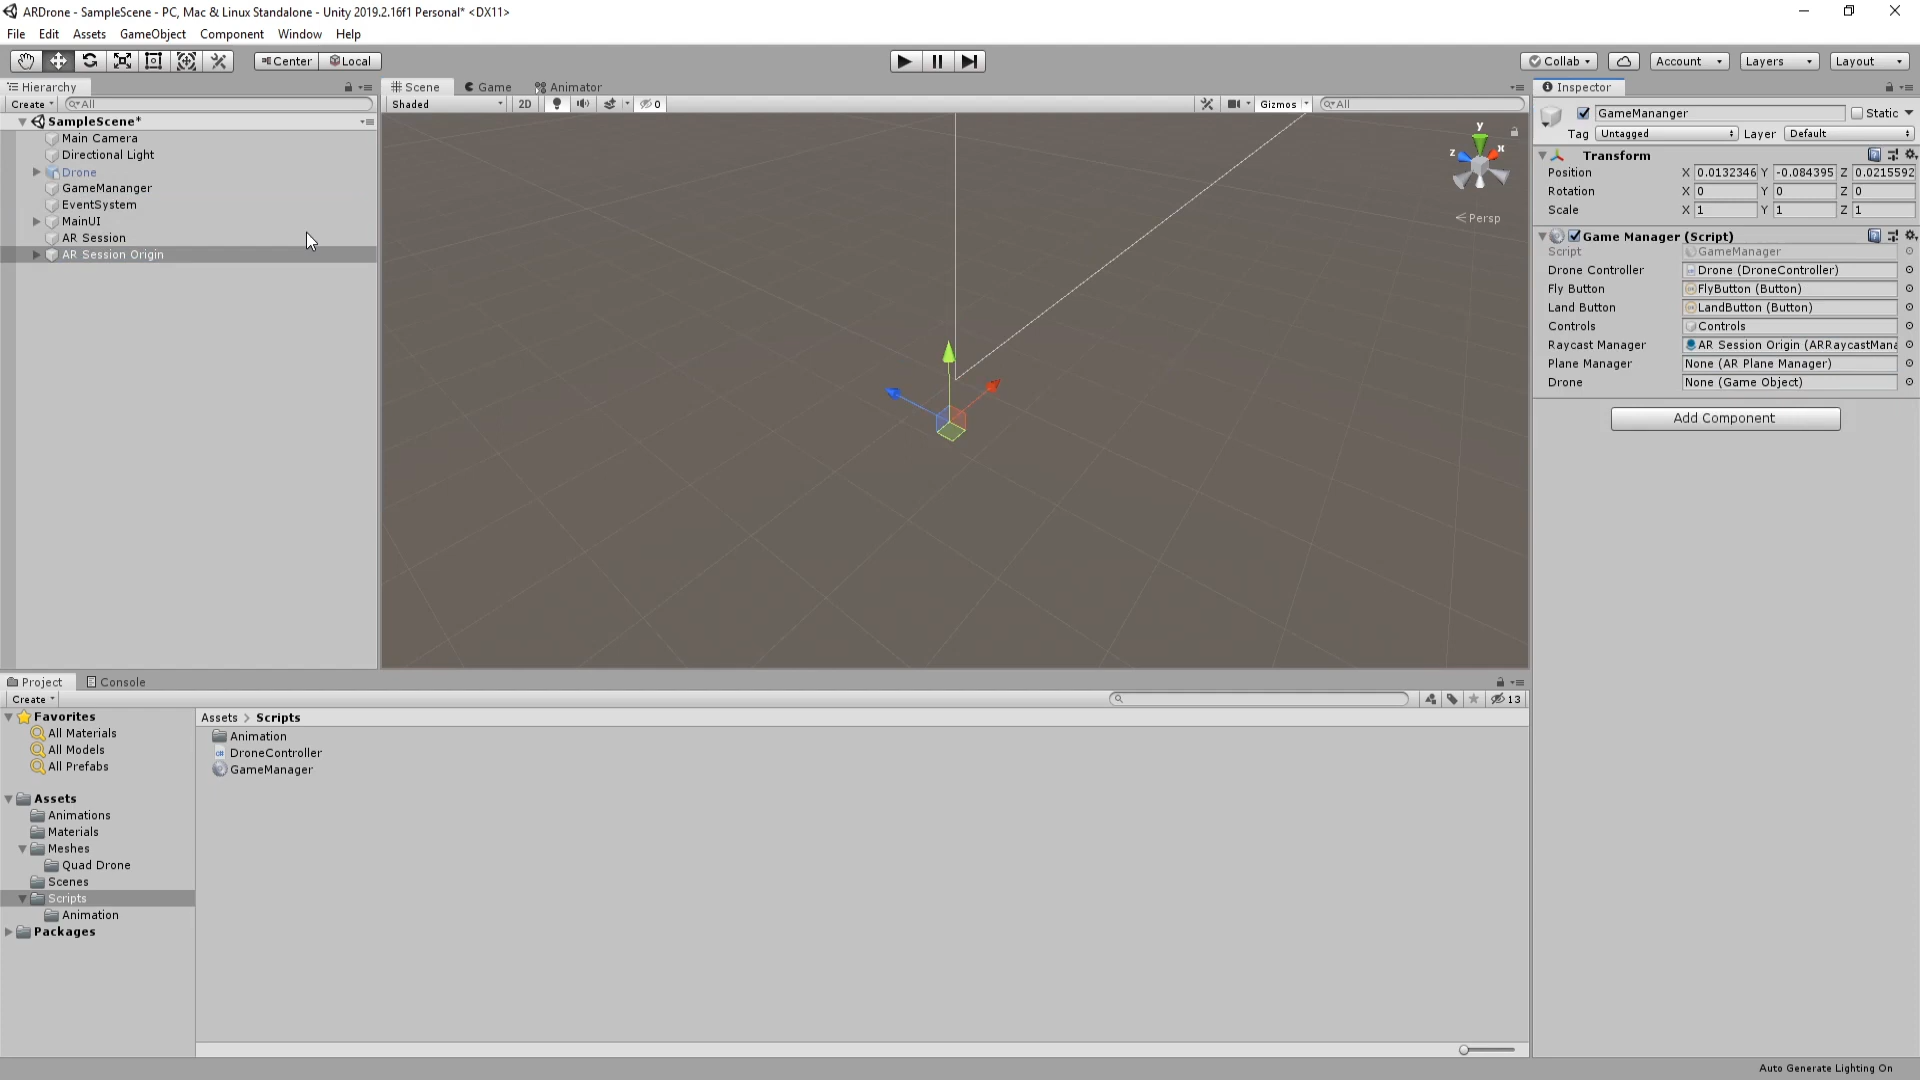 ARDrone - SampleScene - PC, Mac & Linux Standalone - Unity 2019.2.16f1 Personal* <DX11>
File Edit Assets GameObject Component Window Help
Center Local
Collab Account Layers Layout
Hierarchy
Create All
SampleScene*
Main Camera
Directional Light
Drone
GameMananger
EventSystem
MainUI
AR Session
AR Session Origin
Scene Game Animator
Shaded 2D 0 Gizmos All
y
z x
Persp
Inspector
GameMananger Static
Tag Untagged Layer Default
Transform
Position X 0.0132346 Y -0.084395 Z 0.0215592
Rotation X 0 Y 0 Z 0
Scale X 1 Y 1 Z 1
Game Manager (Script)
Script GameManager
Drone Controller Drone (DroneController)
Fly Button FlyButton (Button)
Land Button LandButton (Button)
Controls Controls
Raycast Manager AR Session Origin (ARRaycastMana
Plane Manager None (AR Plane Manager)
Drone None (Game Object)
Add Component
Project Console
Create 13
Favorites
All Materials
All Models
All Prefabs
Assets
Animations
Materials
Meshes
Quad Drone
Scenes
Scripts
Animation
Packages
Assets > Scripts
Animation
DroneController
GameManager
Auto Generate Lighting On